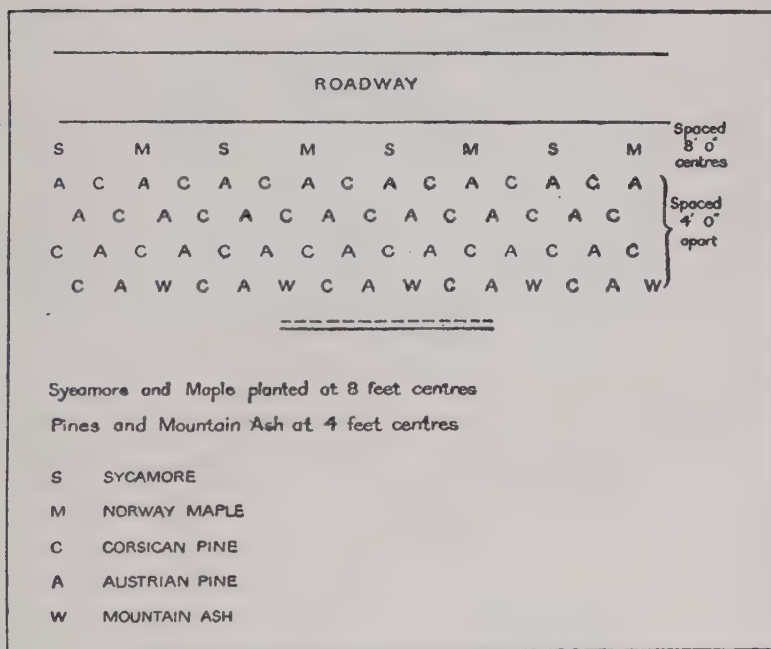 ROADWAY
S M S M S M S M
Spaced
8' 0"
centres
A C A C A C A C A C A C A C A
A C A C A C A C A C A C A C
C A C A C A C A C A C A C A C
C A W C A W C A W C A W C A W
Spaced
4' 0"
apart
Sycamore and Maple planted at 8 feet centres
Pines and Mountain Ash at 4 feet centres
S SYCAMORE
M NORWAY MAPLE
C CORSICAN PINE
A AUSTRIAN PINE
W MOUNTAIN ASH